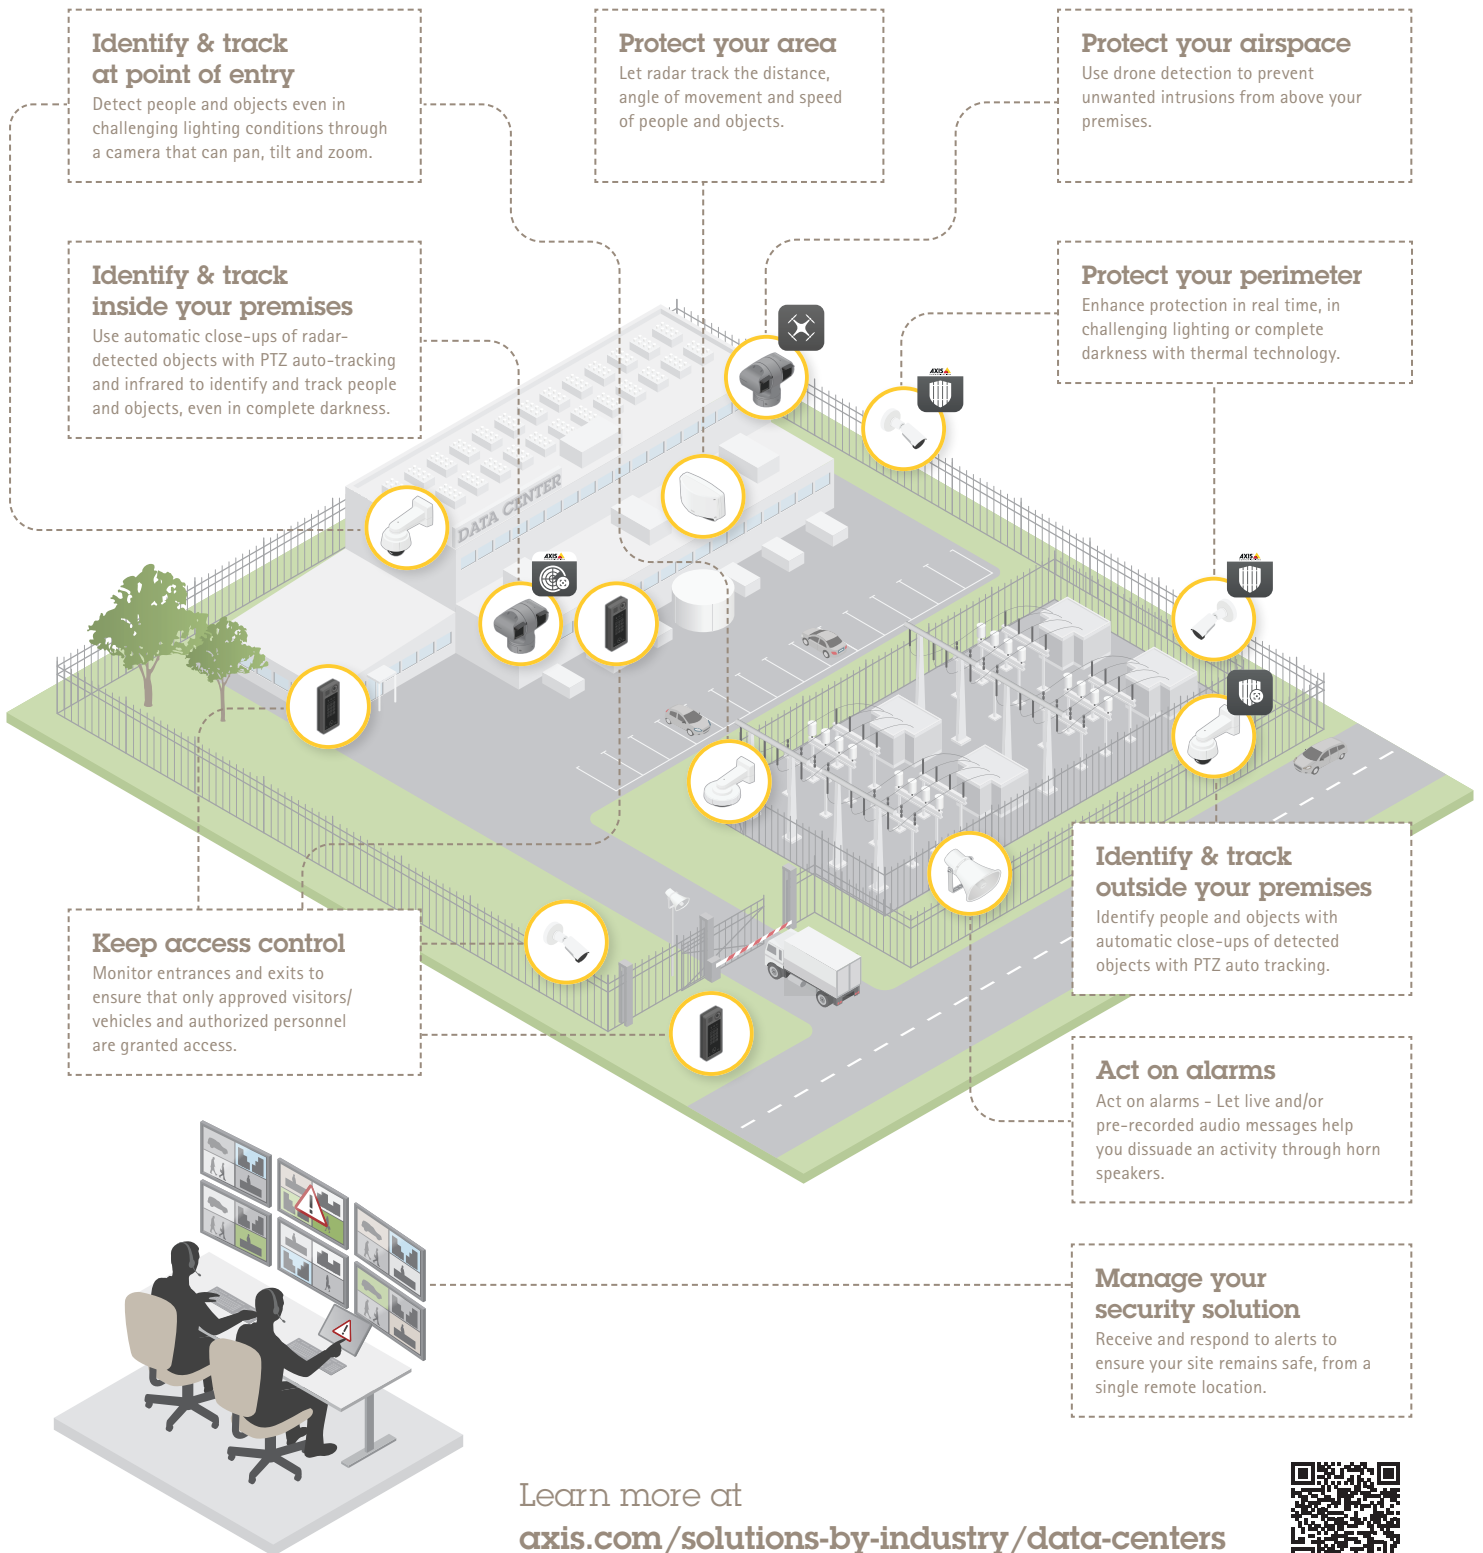 Identify & track
at point of entry
Detect people and objects even in
challenging lighting conditions through
a camera that can pan, tilt and zoom.
Protect your area
Let radar track the distance,
angle of movement and speed
of people and objects.
Protect your airspace
Use drone detection to prevent
unwanted intrusions from above your
premises.
Identify & track
inside your premises
Use automatic close-ups of radar-
detected objects with PTZ auto-tracking
and infrared to identify and track people
and objects, even in complete darkness.
Protect your perimeter
Enhance protection in real time, in
challenging lighting or complete
darkness with thermal technology.
AXIS
DATA CENTER
AXIS
AXIS
Identify & track
outside your premises
Identify people and objects with
automatic close-ups of detected
objects with PTZ auto tracking.
Keep access control
Monitor entrances and exits to
ensure that only approved visitors/
vehicles and authorized personnel
are granted access.
Act on alarms
Act on alarms - Let live and/or
pre-recorded audio messages help
you dissuade an activity through horn
speakers.
Manage your
security solution
Receive and respond to alerts to
ensure your site remains safe, from a
single remote location.
Learn more at
axis.com/solutions-by-industry/data-centers